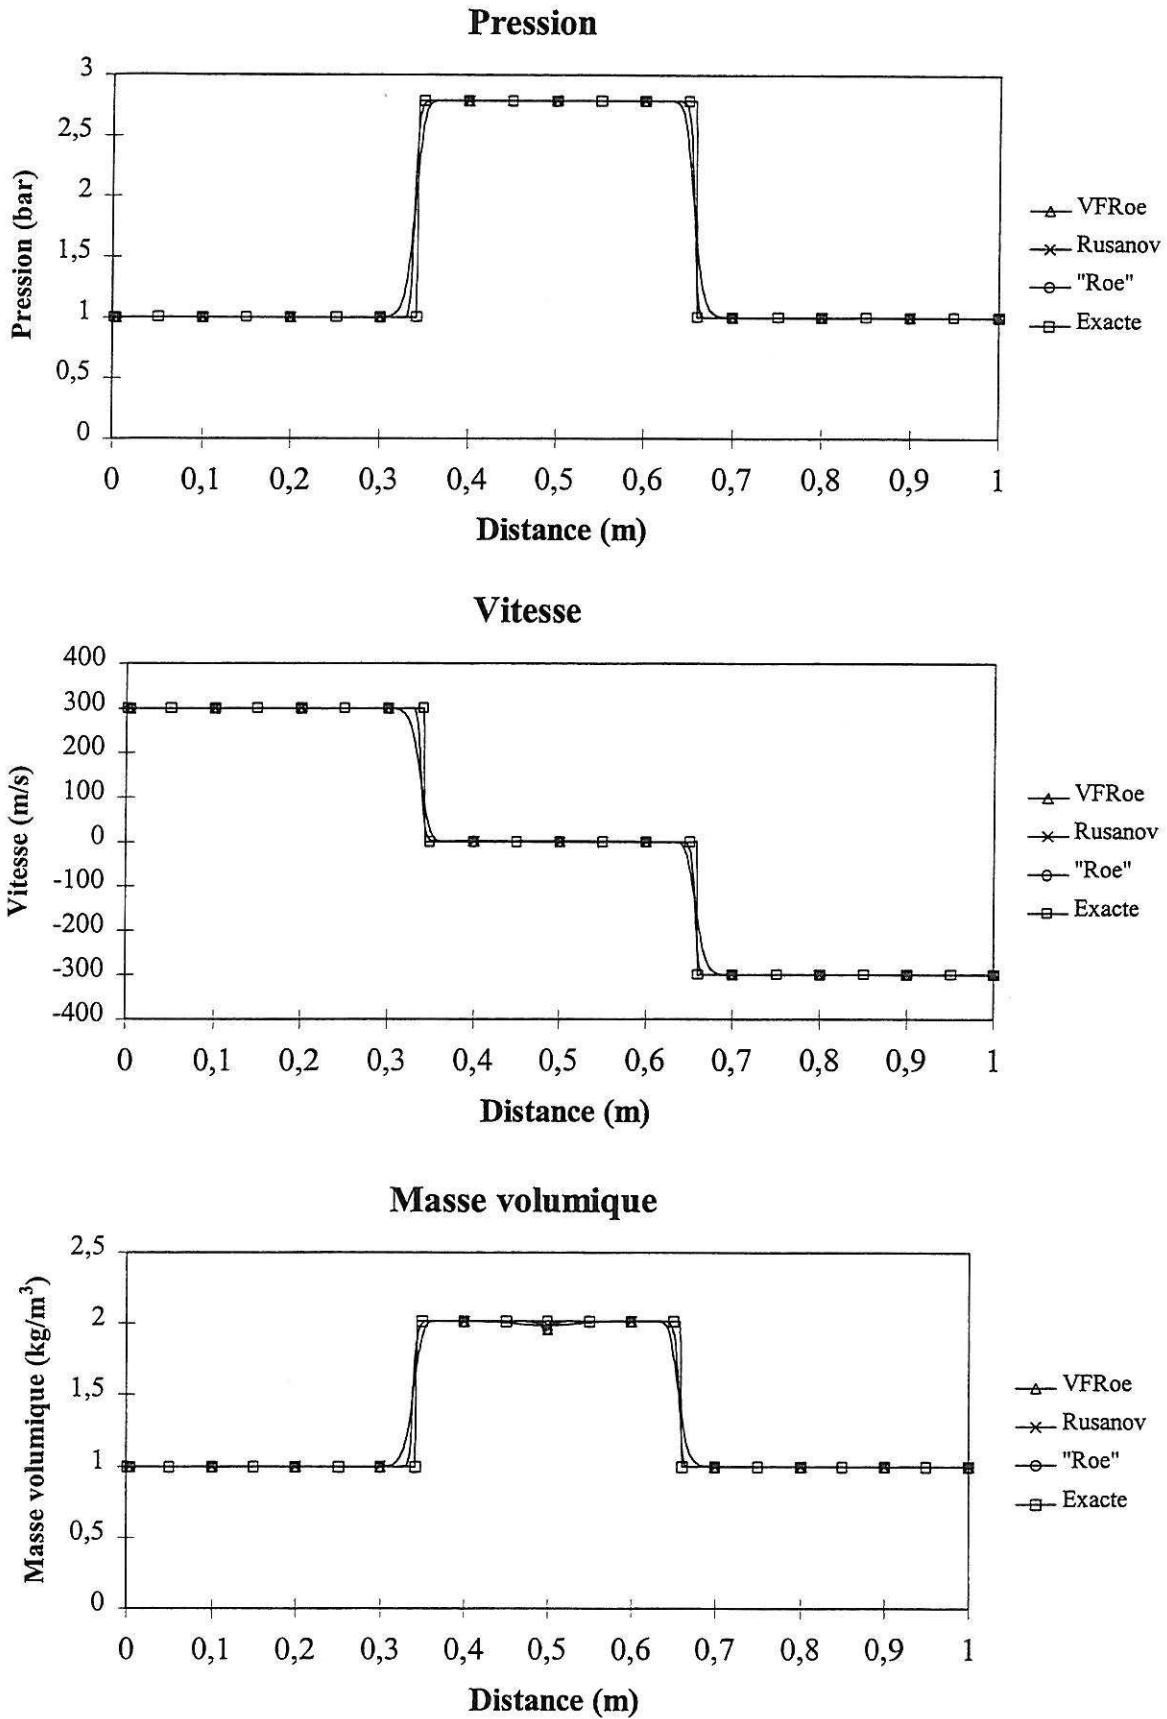 Pression
3
2,5
2
1,5
1
0,5
0
Pression (bar)
0 0,1 0,2 0,3 0,4 0,5 0,6 0,7 0,8 0,9 1
Distance (m)
VFRoe
Rusanov
"Roe"
Exacte
Vitesse
400
300
200
100
0
-100
-200
-300
-400
Vitesse (m/s)
0 0,1 0,2 0,3 0,4 0,5 0,6 0,7 0,8 0,9 1
Distance (m)
VFRoe
Rusanov
"Roe"
Exacte
Masse volumique
2,5
2
1,5
1
0,5
0
Masse volumique (kg/m³)
0 0,1 0,2 0,3 0,4 0,5 0,6 0,7 0,8 0,9 1
Distance (m)
VFRoe
Rusanov
"Roe"
Exacte